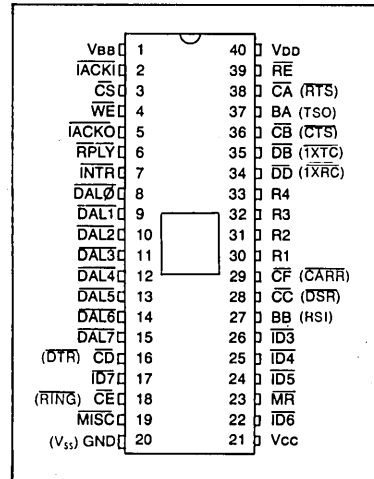 VBB 1 40 VDD
IACKI 2 39 RE
CS 3 38 CA (RTS)
WE 4 37 BA (TSO)
IACKO 5 36 CB (CTS)
RPLY 6 35 DB (1XTC)
INTR 7 34 DD (1XRC)
DALØ 8 33 R4
DAL1 9 32 R3
DAL2 10 31 R2
DAL3 11 30 R1
DAL4 12 29 CF (CARR)
DAL5 13 28 CC (DSR)
DAL6 14 27 BB (RSI)
DAL7 15 26 ID3
(DTR) CD 16 25 ID4
ID7 17 24 ID5
(RING) CE 18 23 MR
MISC 19 22 ID6
(Vss) GND 20 21 VCC